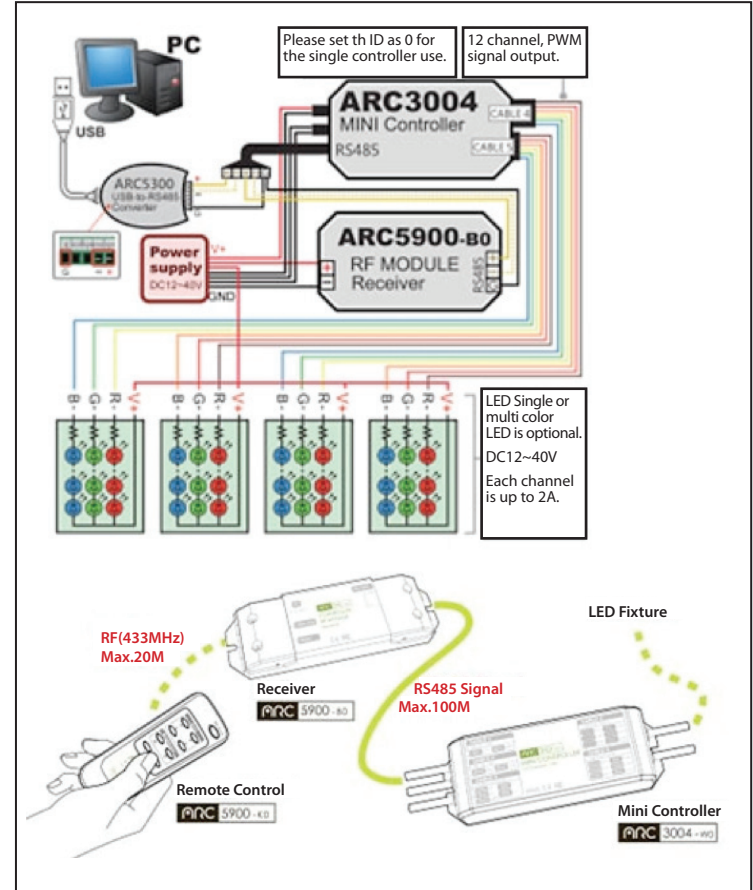 PC
Please set th ID as 0 for
the single controller use.
12 channel, PWM
signal output.
USB
ARC3004
MINI Controller
RS485
CABLE 4
CABLE 5
ARC5300
USB-to-RS485
Converter
+
-
G
G - +
Power
supply
DC12~40V
V+
GND
ARC5900-B0
RF MODULE
Receiver
+
-
RS485
B- G- R- V+ B- G- R- V+ B- G- R- V+ B- G- R- V+
LED Single or
multi color
LED is optional.
DC12~40V
Each channel
is up to 2A.
RF(433MHz)
Max.20M
Receiver
ARC 5900-B0
RS485 Signal
Max.100M
LED Fixture
Remote Control
ARC 5900-K0
Mini Controller
ARC 3004-W0